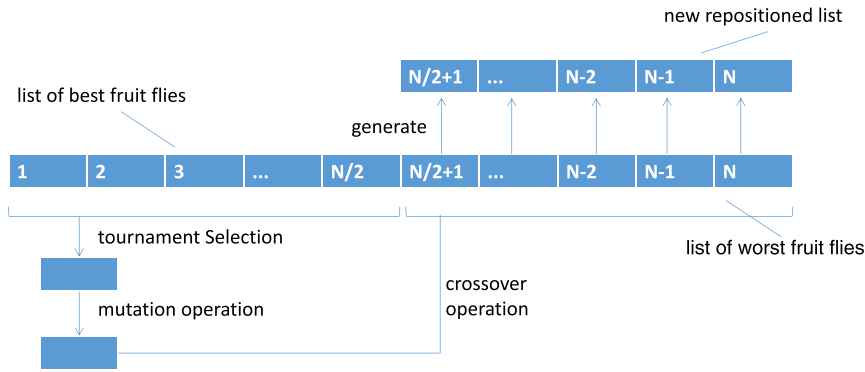 new repositioned list
N/2+1 ... N-2 N-1 N
list of best fruit flies
generate
1 2 3 ... N/2 N/2+1 ... N-2 N-1 N
tournament Selection
list of worst fruit flies
crossover
operation
mutation operation